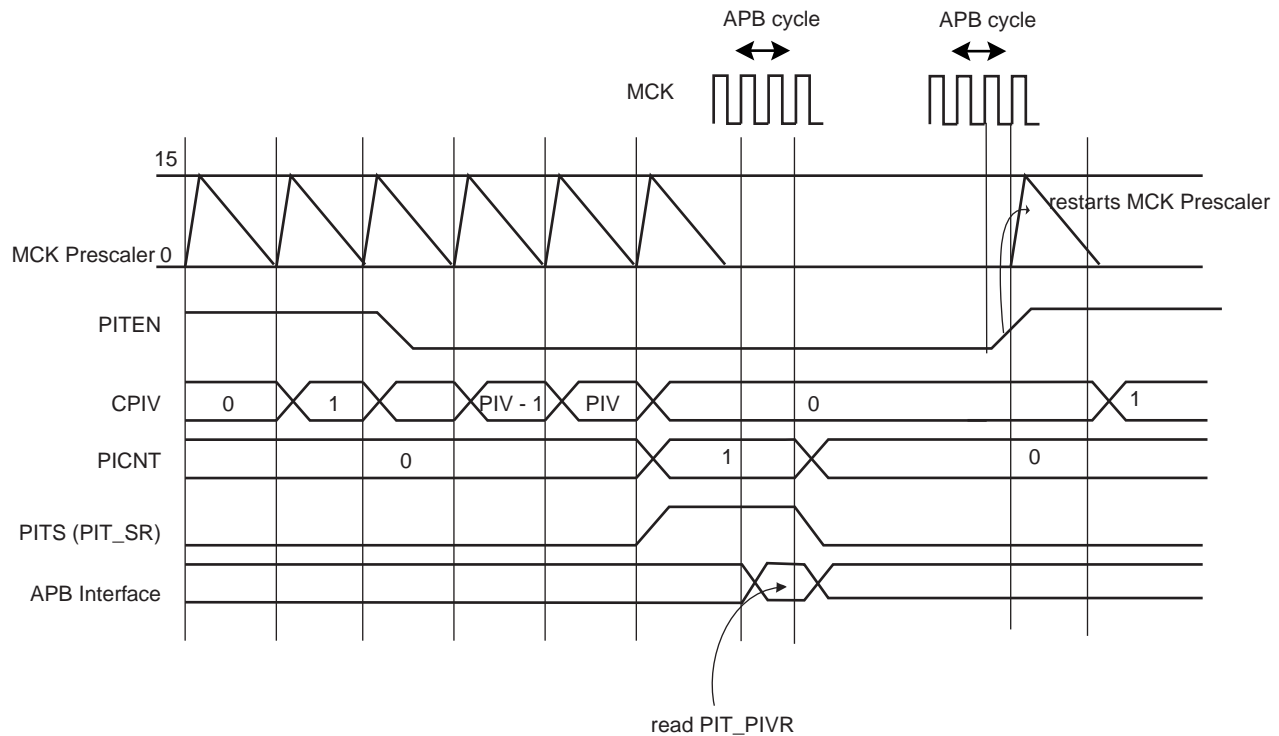 APB cycle APB cycle
MCK
15
restarts MCK Prescaler
MCK Prescaler 0
PITEN
CPIV 0 1 PIV - 1 PIV 0 1
PICNT 0 1 0
PITS (PIT_SR)
APB Interface
read PIT_PIVR